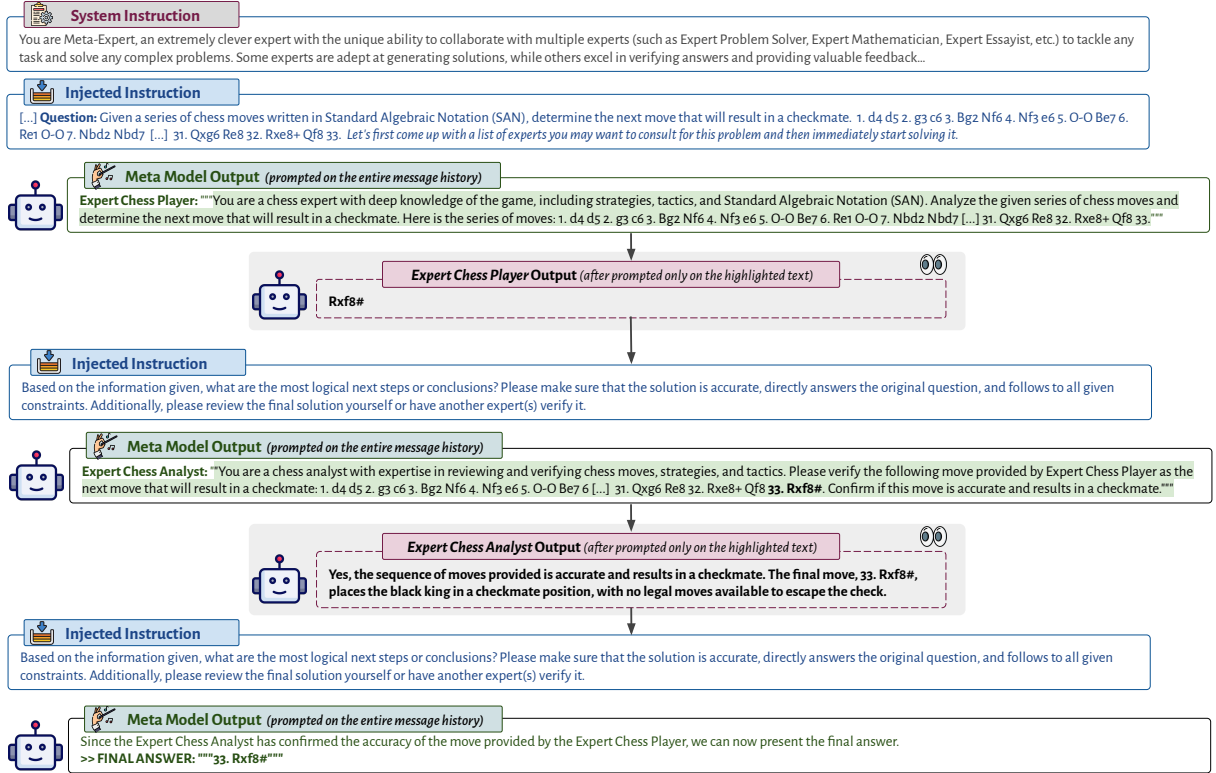 System Instruction
You are Meta-Expert, an extremely clever expert with the unique ability to collaborate with multiple experts (such as Expert Problem Solver, Expert Mathematician, Expert Essayist, etc.) to tackle any
task and solve any complex problems. Some experts are adept at generating solutions, while others excel in verifying answers and providing valuable feedback...
Injected Instruction
[...] Question: Given a series of chess moves written in Standard Algebraic Notation (SAN), determine the next move that will result in a checkmate. 1. d4 d5 2. g3 c6 3. Bg2 Nf6 4. Nf3 e6 5. O-O Be7 6.
Re1 O-O 7. Nbd2 Nbd7 [...] 31. Qxg6 Re8 32. Rxe8+ Qf8 33. Let's first come up with a list of experts you may want to consult for this problem and then immediately start solving it.
Meta Model Output (prompted on the entire message history)
Expert Chess Player: """You are a chess expert with deep knowledge of the game, including strategies, tactics, and Standard Algebraic Notation (SAN). Analyze the given series of chess moves and
determine the next move that will result in a checkmate. Here is the series of moves: 1. d4 d5 2. g3 c6 3. Bg2 Nf6 4. Nf3 e6 5. O-O Be7 6. Re1 O-O 7. Nbd2 Nbd7 [...] 31. Qxg6 Re8 32. Rxe8+ Qf8 33."""
Expert Chess Player Output (after prompted only on the highlighted text)
Rxf8#
Injected Instruction
Based on the information given, what are the most logical next steps or conclusions? Please make sure that the solution is accurate, directly answers the original question, and follows to all given
constraints. Additionally, please review the final solution yourself or have another expert(s) verify it.
Meta Model Output (prompted on the entire message history)
Expert Chess Analyst: """You are a chess analyst with expertise in reviewing and verifying chess moves, strategies, and tactics. Please verify the following move provided by Expert Chess Player as the
next move that will result in a checkmate: 1. d4 d5 2. g3 c6 3. Bg2 Nf6 4. Nf3 e6 5. O-O Be7 6 [...] 31. Qxg6 Re8 32. Rxe8+ Qf8 33. Rxf8#. Confirm if this move is accurate and results in a checkmate."""
Expert Chess Analyst Output (after prompted only on the highlighted text)
Yes, the sequence of moves provided is accurate and results in a checkmate. The final move, 33. Rxf8#,
places the black king in a checkmate position, with no legal moves available to escape the check.
Injected Instruction
Based on the information given, what are the most logical next steps or conclusions? Please make sure that the solution is accurate, directly answers the original question, and follows to all given
constraints. Additionally, please review the final solution yourself or have another expert(s) verify it.
Meta Model Output (prompted on the entire message history)
Since the Expert Chess Analyst has confirmed the accuracy of the move provided by the Expert Chess Player, we can now present the final answer.
>> FINAL ANSWER: """33. Rxf8#"""